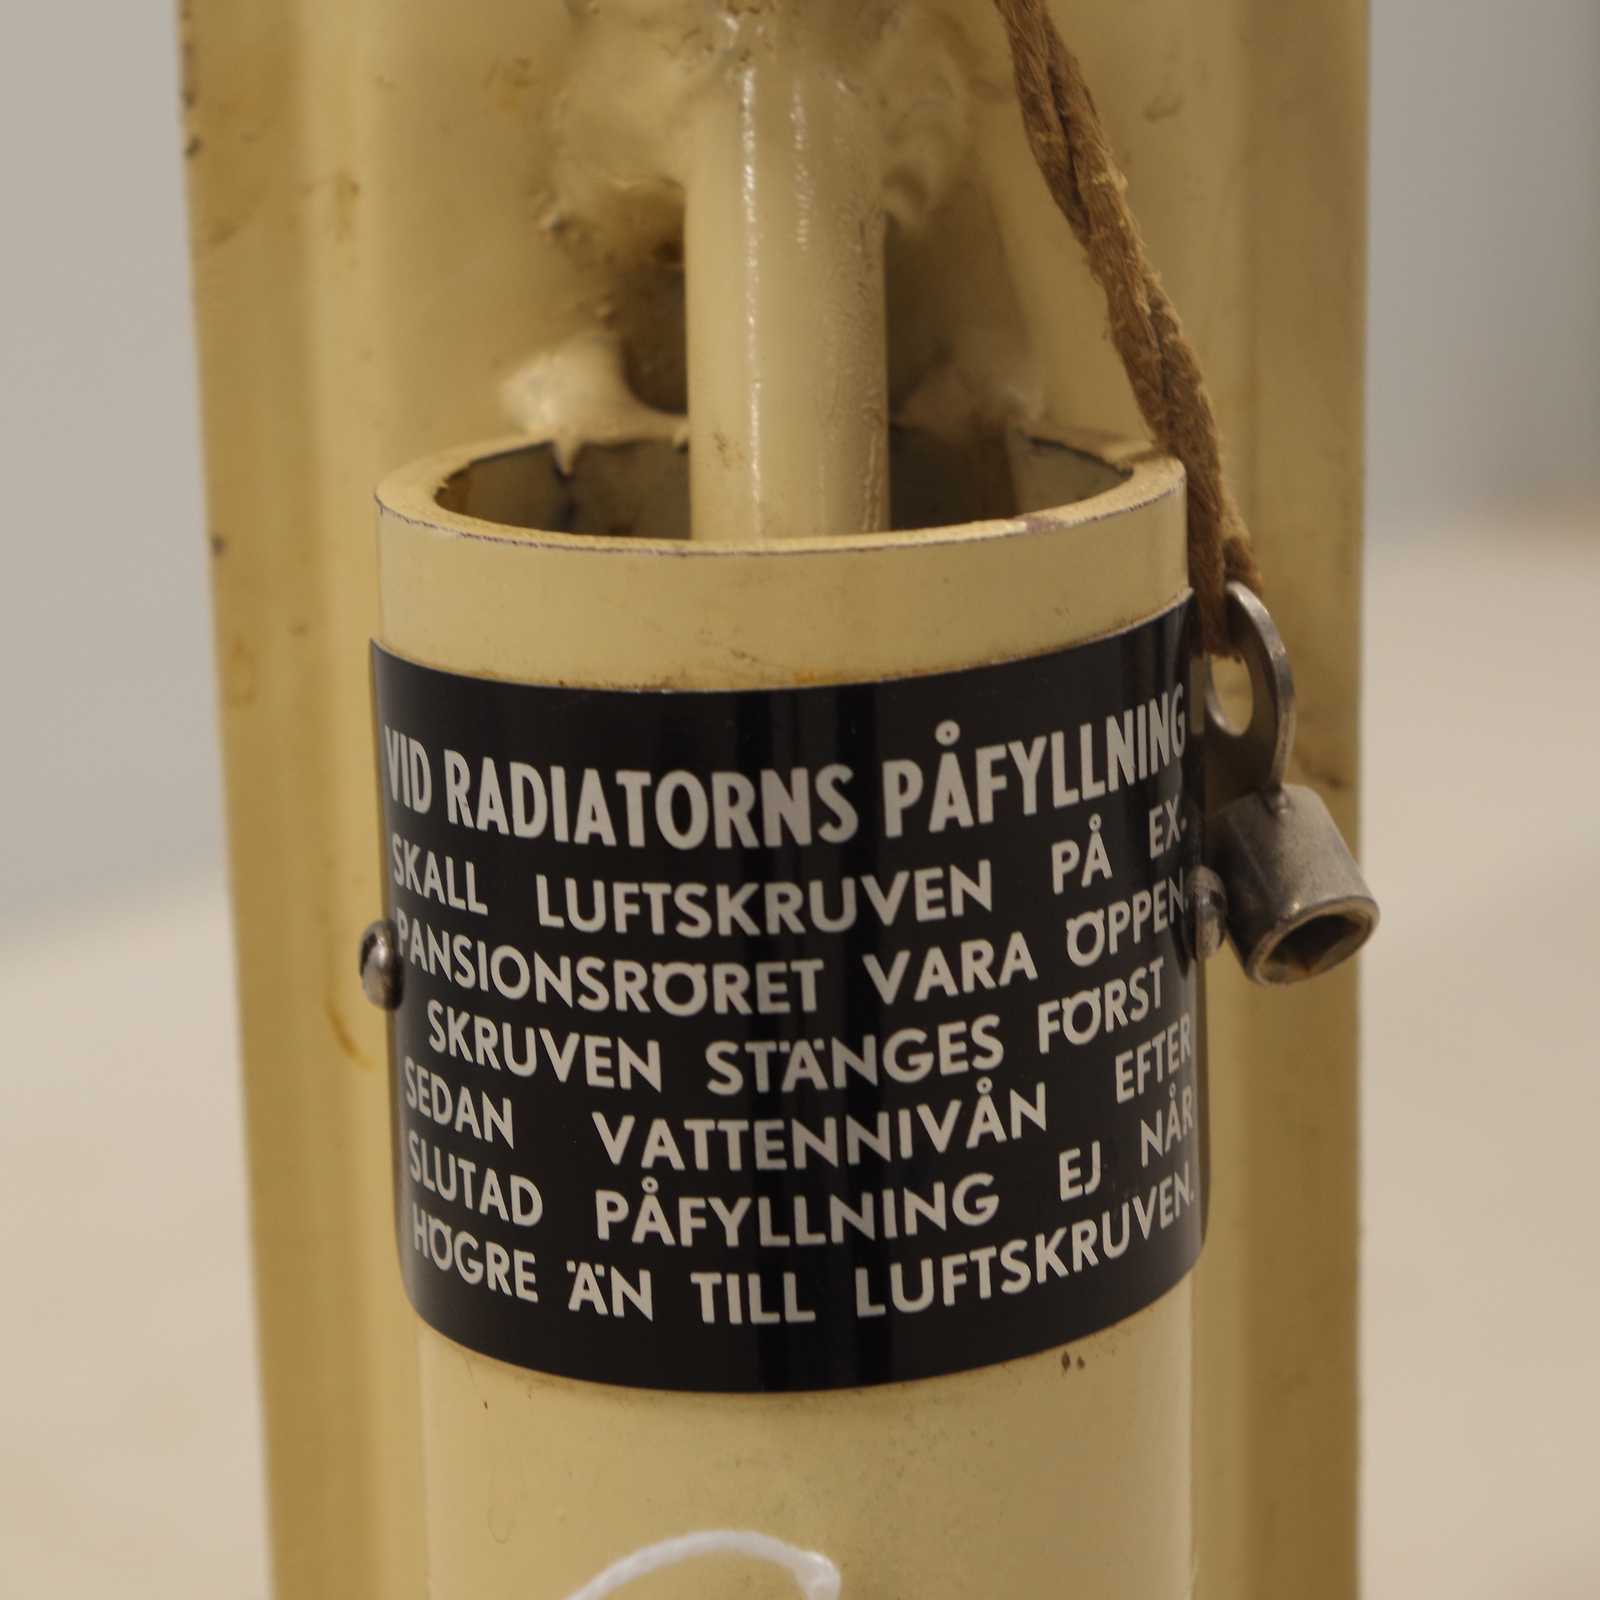 VID RADIATORNS PÅFYLLNING
SKALL LUFTSKRUVEN PÅ EX-
PANSIONSRÖRET VARA ÖPPEN.
SKRUVEN STÄNGES FÖRST
SEDAN VATTENNIVÅN EFTER
SLUTAD PÅFYLLNING EJ NÅR
HÖGRE ÄN TILL LUFTSKRUVEN.